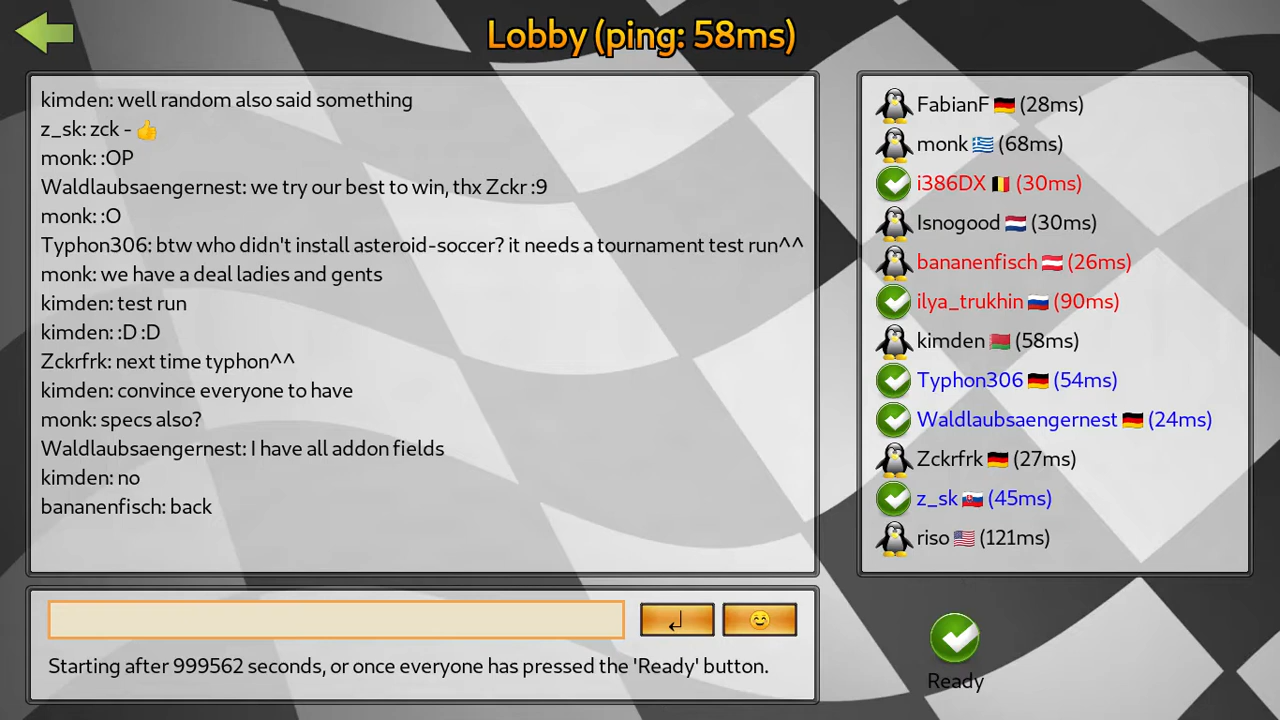 Lobby (ping: 58ms)
kimden: well random also said something
z_sk: zck - 👍
monk: :OP
Waldlaubsaengernest: we try our best to win, thx Zckr :9
monk: :O
Typhon306: btw who didn't install asteroid-soccer? it needs a tournament test run^^
monk: we have a deal ladies and gents
kimden: test run
kimden: :D :D
Zckrfrk: next time typhon^^
kimden: convince everyone to have
monk: specs also?
Waldlaubsaengernest: I have all addon fields
kimden: no
bananenfisch: back
Starting after 999562 seconds, or once everyone has pressed the 'Ready' button.
FabianF 🇩🇪 (28ms)
monk 🇬🇷 (68ms)
i386DX 🇧🇪 (30ms)
Isnogood 🇳🇱 (30ms)
bananenfisch 🇦🇹 (26ms)
ilya_trukhin 🇷🇺 (90ms)
kimden 🇧🇾 (58ms)
Typhon306 🇩🇪 (54ms)
Waldlaubsaengernest 🇩🇪 (24ms)
Zckrfrk 🇩🇪 (27ms)
z_sk 🇸🇰 (45ms)
riso 🇺🇸 (121ms)
Ready